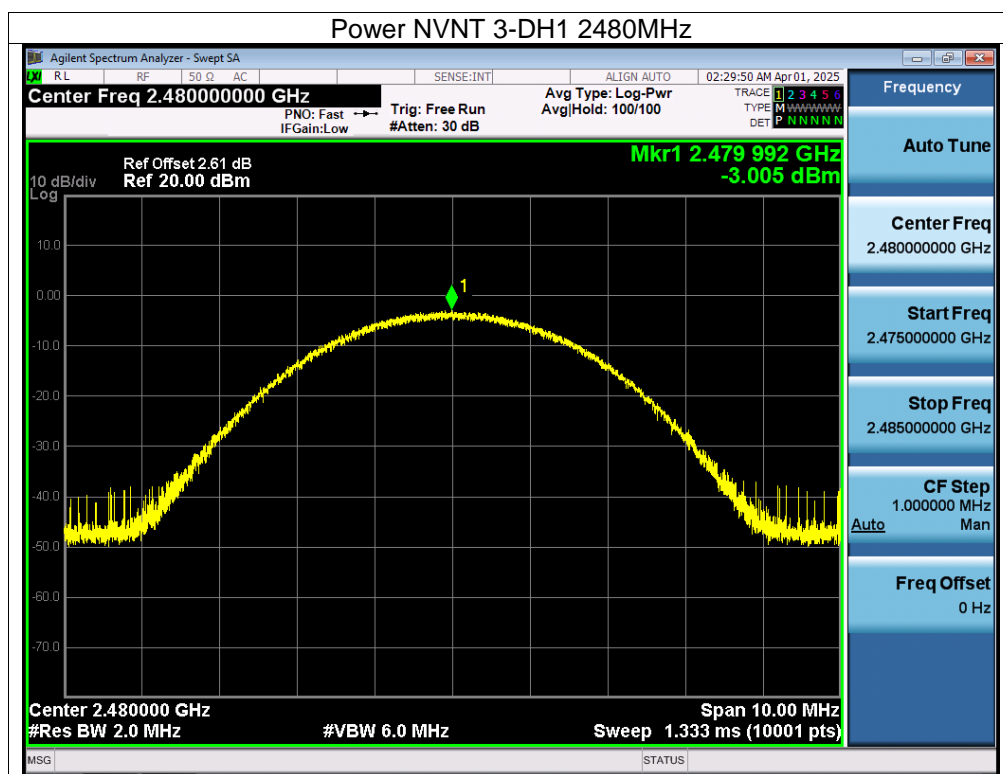 Power NVNT 3-DH1 2480MHz
Agilent Spectrum Analyzer - Swept SA
LXI RL RF 50 Ω AC SENSE:INT ALIGN AUTO 02:29:50 AM Apr 01, 2025
Center Freq 2.480000000 GHz
PNO: Fast
IFGain:Low
Trig: Free Run
#Atten: 30 dB
Avg Type: Log-Pwr
Avg|Hold: 100/100
TRACE 1 2 3 4 5 6
TYPE M WWWWW
DET P N N N N N
Ref Offset 2.61 dB
10 dB/div Ref 20.00 dBm
Log
Mkr1 2.479 992 GHz
-3.005 dBm
10.0
0.00
-10.0
-20.0
-30.0
-40.0
-50.0
-60.0
-70.0
1
Center 2.480000 GHz Span 10.00 MHz
#Res BW 2.0 MHz #VBW 6.0 MHz Sweep 1.333 ms (10001 pts)
MSG STATUS
Frequency
Auto Tune
Center Freq
2.480000000 GHz
Start Freq
2.475000000 GHz
Stop Freq
2.485000000 GHz
CF Step
1.000000 MHz
Auto Man
Freq Offset
0 Hz